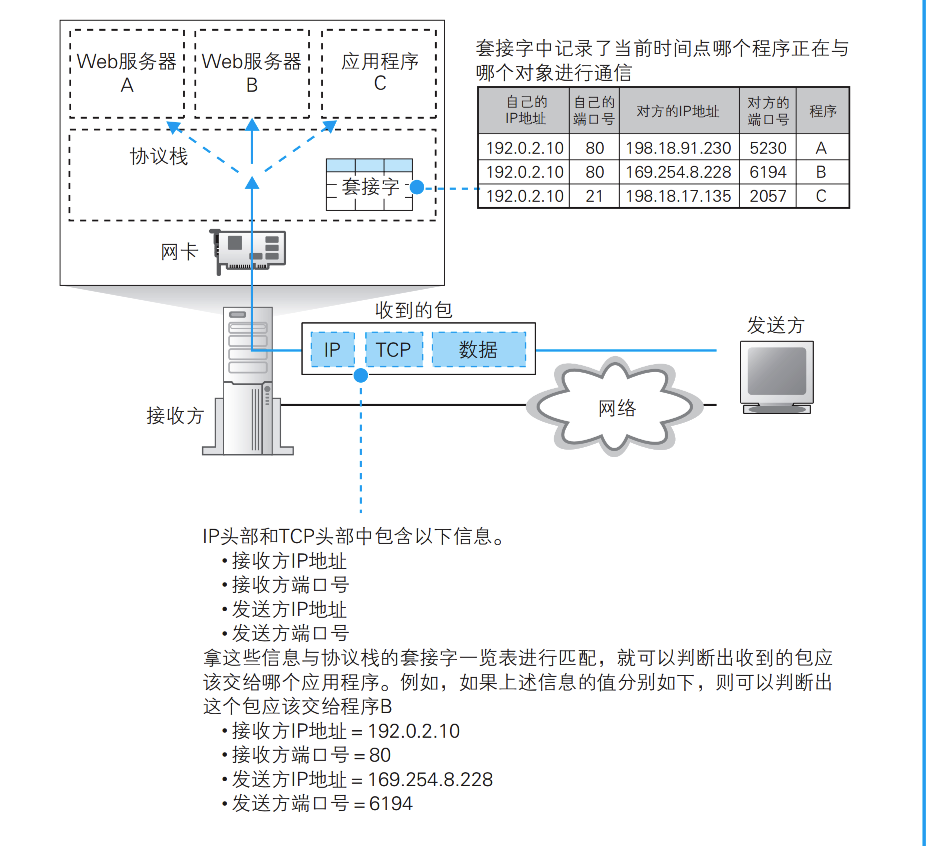 Web服务器
A
Web服务器
B
应用程序
C
协议栈
套接字
网卡
套接字中记录了当前时间点哪个程序正在与
哪个对象进行通信
自己的IP地址 自己的端口号 对方的IP地址 对方的端口号 程序
192.0.2.10 80 198.18.91.230 5230 A
192.0.2.10 80 169.254.8.228 6194 B
192.0.2.10 21 198.18.17.135 2057 C
收到的包
IP TCP 数据
发送方
接收方
网络
IP头部和TCP头部中包含以下信息。
•接收方IP地址
•接收方端口号
•发送方IP地址
•发送方端口号
拿这些信息与协议栈的套接字一览表进行匹配，就可以判断出收到的包应
该交给哪个应用程序。例如，如果上述信息的值分别如下，则可以判断出
这个包应该交给程序B
•接收方IP地址=192.0.2.10
•接收方端口号=80
•发送方IP地址=169.254.8.228
•发送方端口号=6194